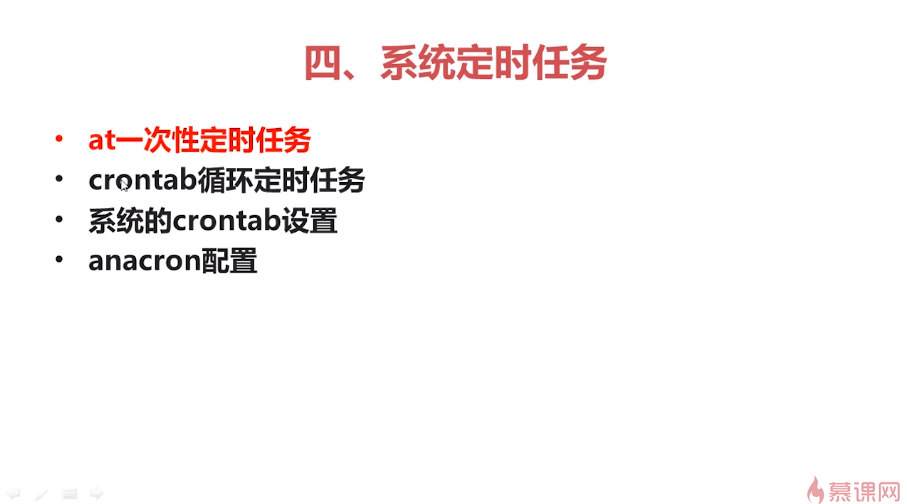 四、系统定时任务
• at一次性定时任务
• crontab循环定时任务
• 系统的crontab设置
• anacron配置
慕课网